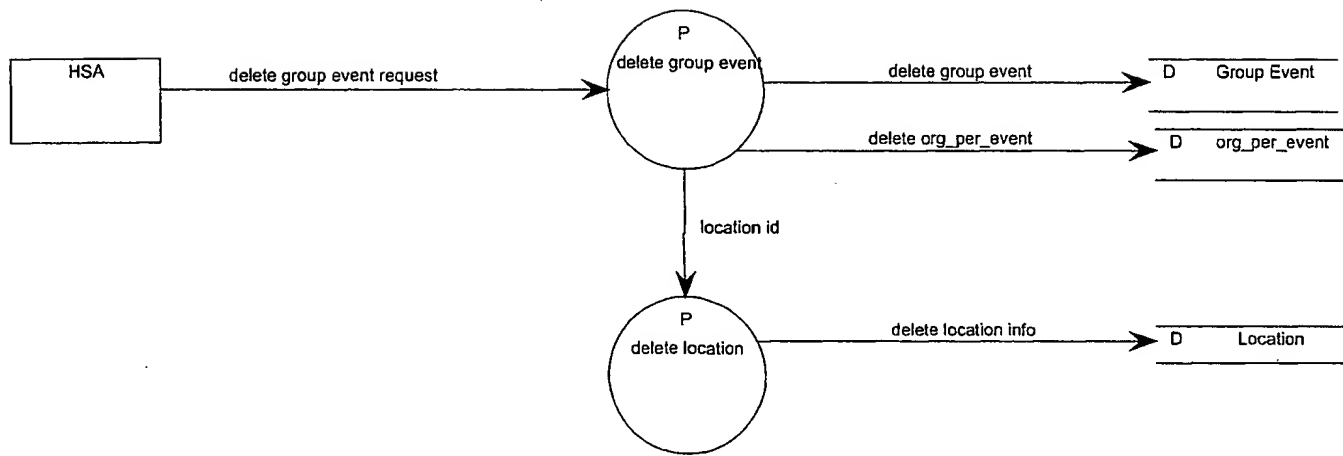 HSA
delete group event request
P
delete group event
delete group event
D Group Event
delete org_per_event
D org_per_event
location id
P
delete location
delete location info
D Location